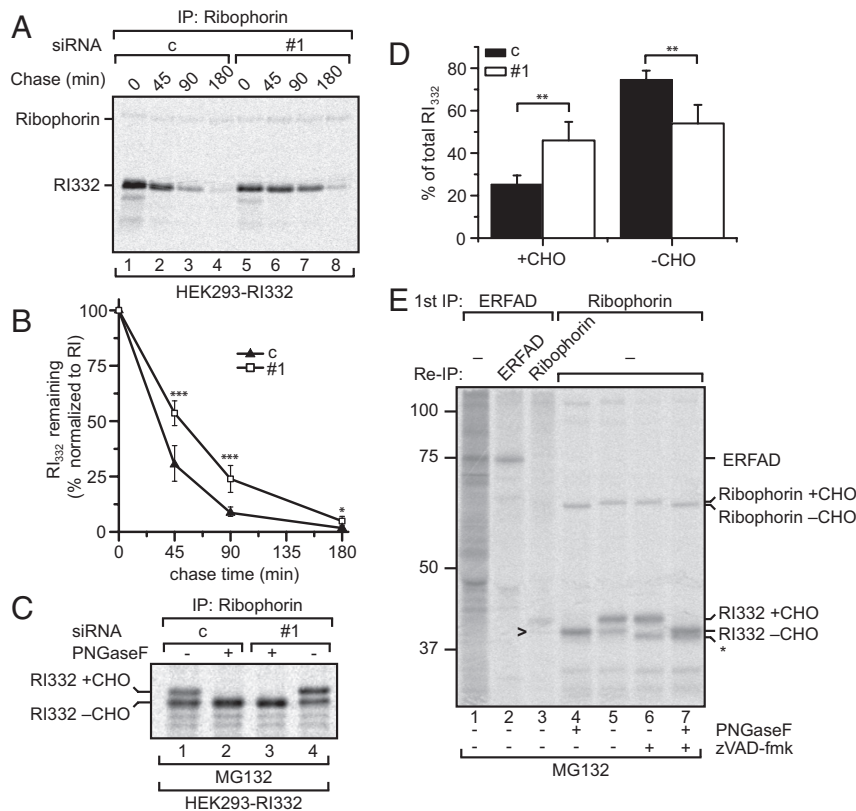 A
IP: Ribophorin
siRNA c #1
Chase (min) 0 45 90 180 0 45 90 180
Ribophorin
RI332
1 2 3 4 5 6 7 8
HEK293-RI332
B
RI332 remaining
(% normalized to RI)
100
75
50
25
0
c
#1
***
***
*
0 45 90 135 180
chase time (min)
C
IP: Ribophorin
siRNA c #1
PNGaseF - + + -
RI332 +CHO
RI332 –CHO
1 2 3 4
MG132
HEK293-RI332
D
% of total RI332
80
60
40
20
0
c
#1
**
**
+CHO -CHO
E
1st IP: ERFAD Ribophorin
Re-IP: – ERFAD Ribophorin –
100
75
50
37
ERFAD
Ribophorin +CHO
Ribophorin –CHO
RI332 +CHO
> RI332 –CHO
*
1 2 3 4 5 6 7
- - - + - - + PNGaseF
- - - - - + + zVAD-fmk
MG132